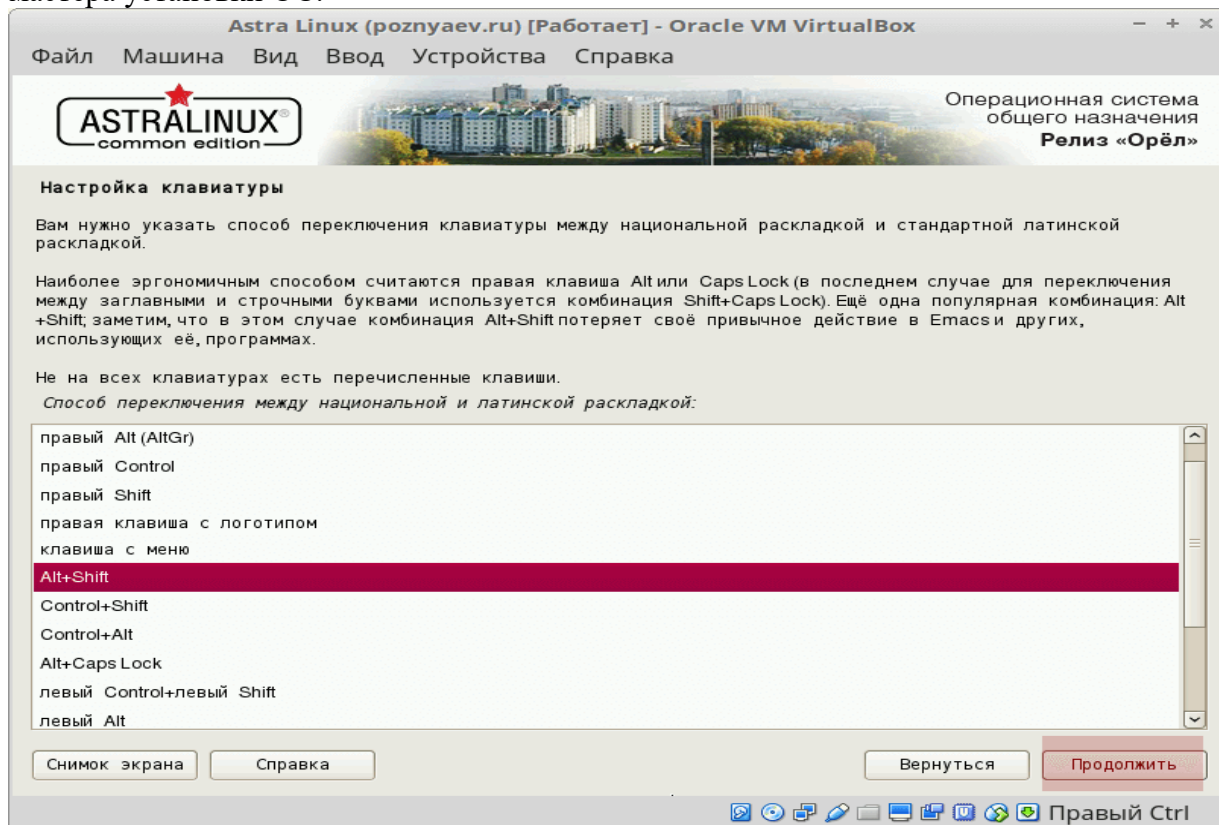 мастера установки ОС.
Astra Linux (poznyaev.ru) [Работает] - Oracle VM VirtualBox
Файл Машина Вид Ввод Устройства Справка
ASTRALINUX®
common edition
Операционная система
общего назначения
Релиз «Орёл»
Настройка клавиатуры
Вам нужно указать способ переключения клавиатуры между национальной раскладкой и стандартной латинской
раскладкой.
Наиболее эргономичным способом считаются правая клавиша Alt или Caps Lock (в последнем случае для переключения
между заглавными и строчными буквами используется комбинация Shift+Caps Lock). Ещё одна популярная комбинация: Alt
+Shift; заметим, что в этом случае комбинация Alt+Shift потеряет своё привычное действие в Emacs и других,
использующих её, программах.
Не на всех клавиатурах есть перечисленные клавиши.
Способ переключения между национальной и латинской раскладкой:
правый Alt (AltGr)
правый Control
правый Shift
правая клавиша с логотипом
клавиша с меню
Alt+Shift
Control+Shift
Control+Alt
Alt+Caps Lock
левый Control+левый Shift
левый Alt
Снимок экрана Справка Вернуться Продолжить
Правый Ctrl